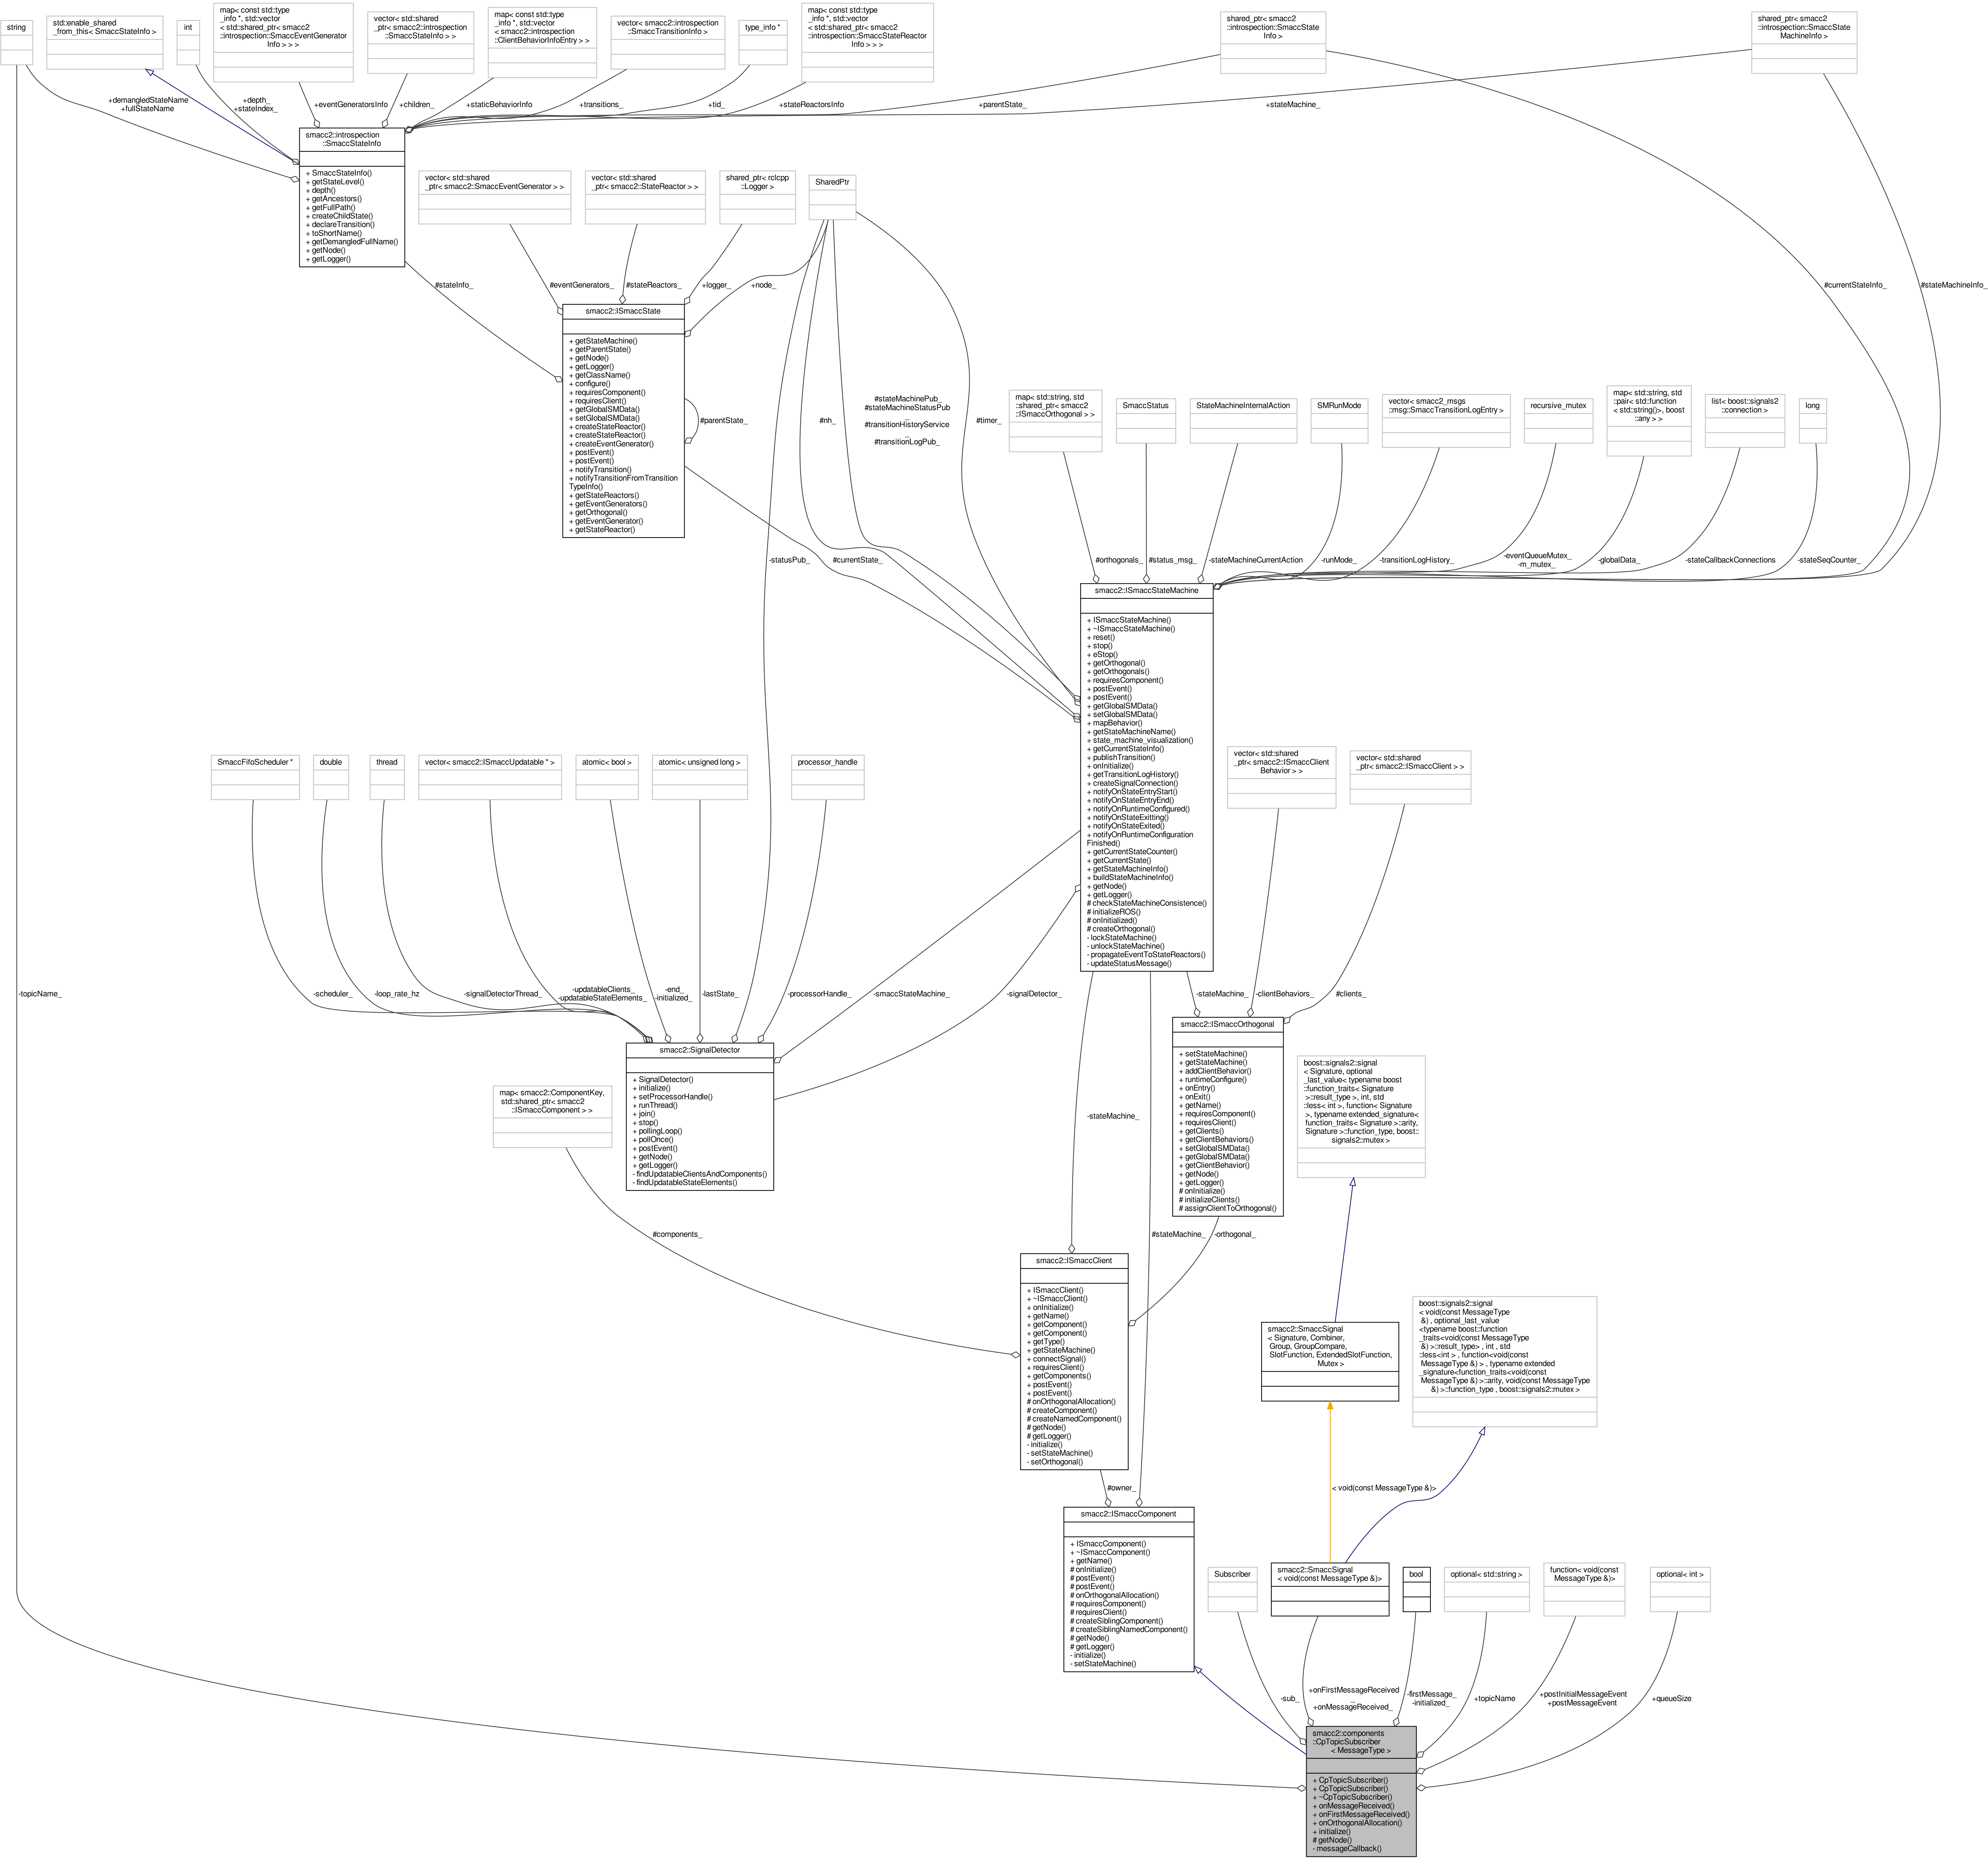 string
std::enable_shared
_from_this< SmaccStateInfo >
int
map< const std::type
_info *, std::vector
< std::shared_ptr< smacc2
::introspection::SmaccEventGenerator
Info > > >
vector< std::shared
_ptr< smacc2::introspection
::SmaccStateInfo > >
map< const std::type
_info *, std::vector
< smacc2::introspection
::ClientBehaviorInfoEntry > >
vector< smacc2::introspection
::SmaccTransitionInfo >
type_info *
map< const std::type
_info *, std::vector
< std::shared_ptr< smacc2
::introspection::SmaccStateReactor
Info > > >
shared_ptr< smacc2
::introspection::SmaccState
Info >
shared_ptr< smacc2
::introspection::SmaccState
MachineInfo >
+demangledStateName
+fullStateName
+depth_
+stateIndex_
+eventGeneratorsInfo
+children_
+staticBehaviorInfo
+transitions_
+tid_
+stateReactorsInfo
+parentState_
+stateMachine_
smacc2::introspection
::SmaccStateInfo
+ SmaccStateInfo()
+ getStateLevel()
+ depth()
+ getAncestors()
+ getFullPath()
+ createChildState()
+ declareTransition()
+ toShortName()
+ getDemangledFullName()
+ getNode()
+ getLogger()
vector< std::shared
_ptr< smacc2::SmaccEventGenerator > >
vector< std::shared
_ptr< smacc2::StateReactor > >
shared_ptr< rclcpp
::Logger >
SharedPtr
#stateInfo_
#eventGenerators_
#stateReactors_
+logger_
+node_
#currentStateInfo_
#stateMachineInfo_
smacc2::ISmaccState
+ getStateMachine()
+ getParentState()
+ getNode()
+ getLogger()
+ getClassName()
+ configure()
+ requiresComponent()
+ requiresClient()
+ getGlobalSMData()
+ setGlobalSMData()
+ createStateReactor()
+ createStateReactor()
+ createEventGenerator()
+ postEvent()
+ postEvent()
+ notifyTransition()
+ notifyTransitionFromTransition
TypeInfo()
+ getStateReactors()
+ getEventGenerators()
+ getOrthogonal()
+ getEventGenerator()
+ getStateReactor()
#parentState_
#nh_
#stateMachinePub_
#stateMachineStatusPub
_
#transitionHistoryService
_
#transitionLogPub_
#timer_
map< std::string, std
::shared_ptr< smacc2
::ISmaccOrthogonal > >
SmaccStatus
StateMachineInternalAction
SMRunMode
vector< smacc2_msgs
::msg::SmaccTransitionLogEntry >
recursive_mutex
map< std::string, std
::pair< std::function
< std::string()>, boost
::any > >
list< boost::signals2
::connection >
long
-statusPub_
#currentState_
#orthogonals_
#status_msg_
-stateMachineCurrentAction
-runMode_
-transitionLogHistory_
-eventQueueMutex_
-m_mutex_
-globalData_
-stateCallbackConnections
-stateSeqCounter_
smacc2::ISmaccStateMachine
+ ISmaccStateMachine()
+ ~ISmaccStateMachine()
+ reset()
+ stop()
+ eStop()
+ getOrthogonal()
+ getOrthogonals()
+ requiresComponent()
+ postEvent()
+ postEvent()
+ getGlobalSMData()
+ setGlobalSMData()
+ mapBehavior()
+ getStateMachineName()
+ state_machine_visualization()
+ getCurrentStateInfo()
+ publishTransition()
+ onInitialize()
+ getTransitionLogHistory()
+ createSignalConnection()
+ notifyOnStateEntryStart()
+ notifyOnStateEntryEnd()
+ notifyOnRuntimeConfigured()
+ notifyOnStateExitting()
+ notifyOnStateExited()
+ notifyOnRuntimeConfiguration
Finished()
+ getCurrentStateCounter()
+ getCurrentState()
+ getStateMachineInfo()
+ buildStateMachineInfo()
+ getNode()
+ getLogger()
# checkStateMachineConsistence()
# initializeROS()
# onInitialized()
# createOrthogonal()
- lockStateMachine()
- unlockStateMachine()
- propagateEventToStateReactors()
- updateStatusMessage()
SmaccFifoScheduler *
double
thread
vector< smacc2::ISmaccUpdatable * >
atomic< bool >
atomic< unsigned long >
processor_handle
vector< std::shared
_ptr< smacc2::ISmaccClient
Behavior > >
vector< std::shared
_ptr< smacc2::ISmaccClient > >
-topicName_
-scheduler_
-loop_rate_hz
-signalDetectorThread_
-updatableClients_
-updatableStateElements_
-end_
-initialized_
-lastState_
-processorHandle_
-smaccStateMachine_
-signalDetector_
-stateMachine_
-clientBehaviors_
#clients_
smacc2::SignalDetector
+ SignalDetector()
+ initialize()
+ setProcessorHandle()
+ runThread()
+ join()
+ stop()
+ pollingLoop()
+ pollOnce()
+ postEvent()
+ getNode()
+ getLogger()
- findUpdatableClientsAndComponents()
- findUpdatableStateElements()
map< smacc2::ComponentKey,
std::shared_ptr< smacc2
::ISmaccComponent > >
smacc2::ISmaccOrthogonal
+ setStateMachine()
+ getStateMachine()
+ addClientBehavior()
+ runtimeConfigure()
+ onEntry()
+ onExit()
+ getName()
+ requiresComponent()
+ requiresClient()
+ getClients()
+ getClientBehaviors()
+ setGlobalSMData()
+ getGlobalSMData()
+ getClientBehavior()
+ getNode()
+ getLogger()
# onInitialize()
# initializeClients()
# assignClientToOrthogonal()
boost::signals2::signal
< Signature, optional
_last_value< typename boost
::function_traits< Signature
>::result_type >, int, std
::less< int >, function< Signature
>, typename extended_signature<
function_traits< Signature >::arity,
Signature >::function_type, boost::
signals2::mutex >
-stateMachine_
#components_
#stateMachine_
-orthogonal_
smacc2::ISmaccClient
+ ISmaccClient()
+ ~ISmaccClient()
+ onInitialize()
+ getName()
+ getComponent()
+ getComponent()
+ getType()
+ getStateMachine()
+ connectSignal()
+ requiresClient()
+ getComponents()
+ postEvent()
+ postEvent()
# onOrthogonalAllocation()
# createComponent()
# createNamedComponent()
# getNode()
# getLogger()
- initialize()
- setStateMachine()
- setOrthogonal()
smacc2::SmaccSignal
< Signature, Combiner,
Group, GroupCompare,
SlotFunction, ExtendedSlotFunction,
Mutex >
boost::signals2::signal
< void(const MessageType
&) , optional_last_value
<typename boost::function
_traits<void(const MessageType
&) >::result_type> , int , std
::less<int > , function<void(const
MessageType &) > , typename extended
_signature<function_traits<void(const
MessageType &) >::arity, void(const MessageType
&) >::function_type , boost::signals2::mutex >
#owner_
< void(const MessageType &)>
smacc2::ISmaccComponent
+ ISmaccComponent()
+ ~ISmaccComponent()
+ getName()
# onInitialize()
# postEvent()
# postEvent()
# onOrthogonalAllocation()
# requiresComponent()
# requiresClient()
# createSiblingComponent()
# createSiblingNamedComponent()
# getNode()
# getLogger()
- initialize()
- setStateMachine()
Subscriber
smacc2::SmaccSignal
< void(const MessageType &)>
bool
optional< std::string >
function< void(const
MessageType &)>
optional< int >
-sub_
+onFirstMessageReceived
_
+onMessageReceived_
-firstMessage_
-initialized_
+topicName
+postInitialMessageEvent
+postMessageEvent
+queueSize
smacc2::components
::CpTopicSubscriber
< MessageType >
+ CpTopicSubscriber()
+ CpTopicSubscriber()
+ ~CpTopicSubscriber()
+ onMessageReceived()
+ onFirstMessageReceived()
+ onOrthogonalAllocation()
+ initialize()
# getNode()
- messageCallback()